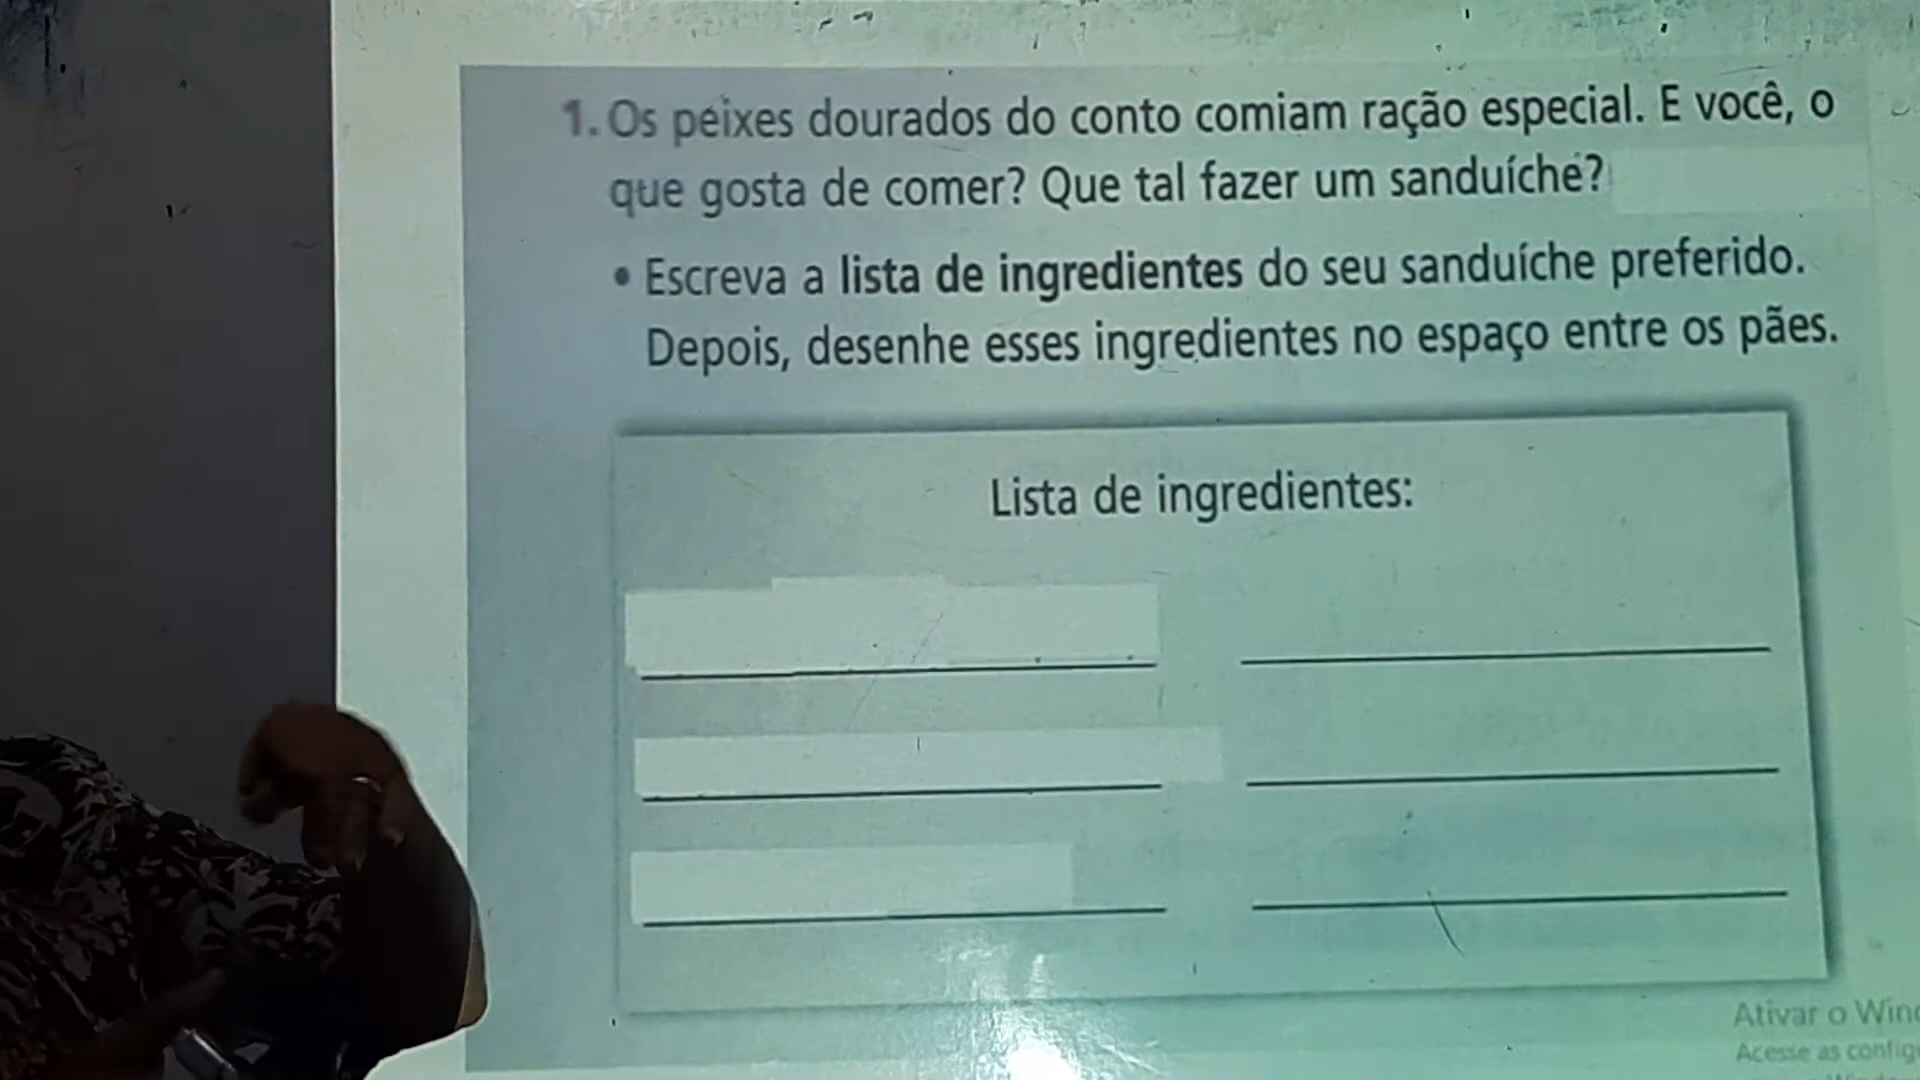 1. Os peixes dourados do conto comiam ração especial. E você, o
que gosta de comer? Que tal fazer um sanduíche?
• Escreva a lista de ingredientes do seu sanduíche preferido.
Depois, desenhe esses ingredientes no espaço entre os pães.
Lista de ingredientes:
Ativar o Wind
Acesse as config